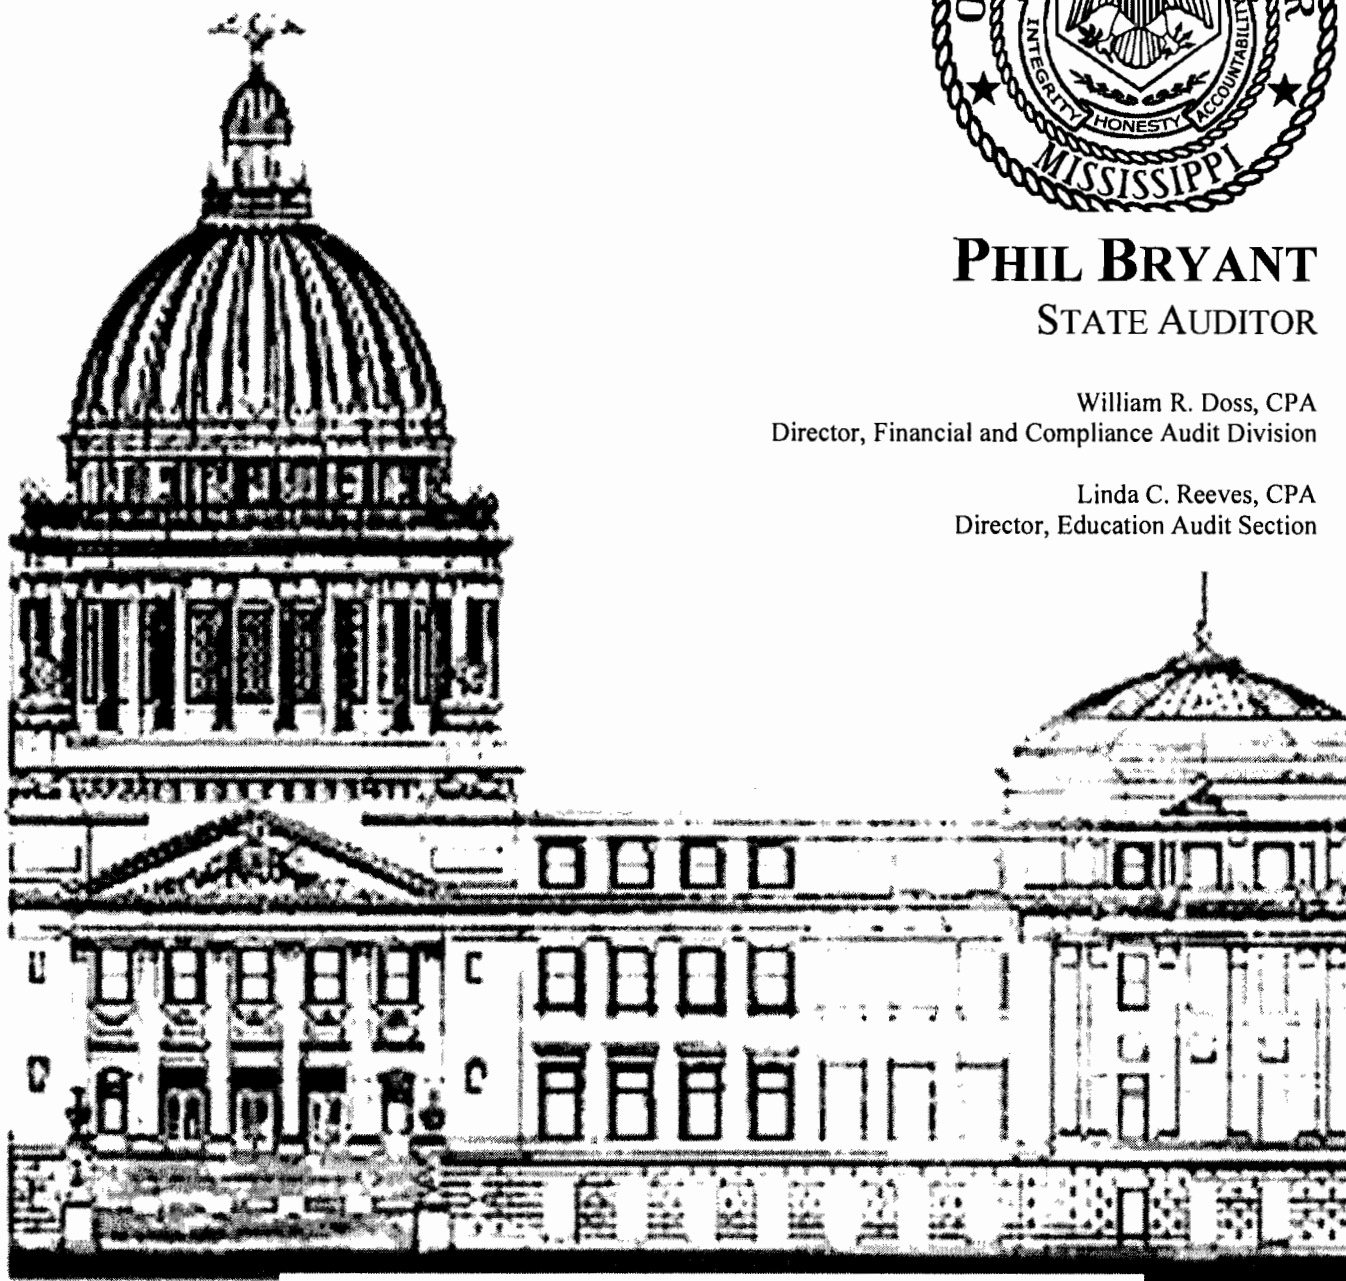 INTEGRITY
HONESTY
ACCOUNTABILIT
MISSISSIPPI
PHIL BRYANT
STATE AUDITOR
William R. Doss, CPA
Director, Financial and Compliance Audit Division
Linda C. Reeves, CPA
Director, Education Audit Section